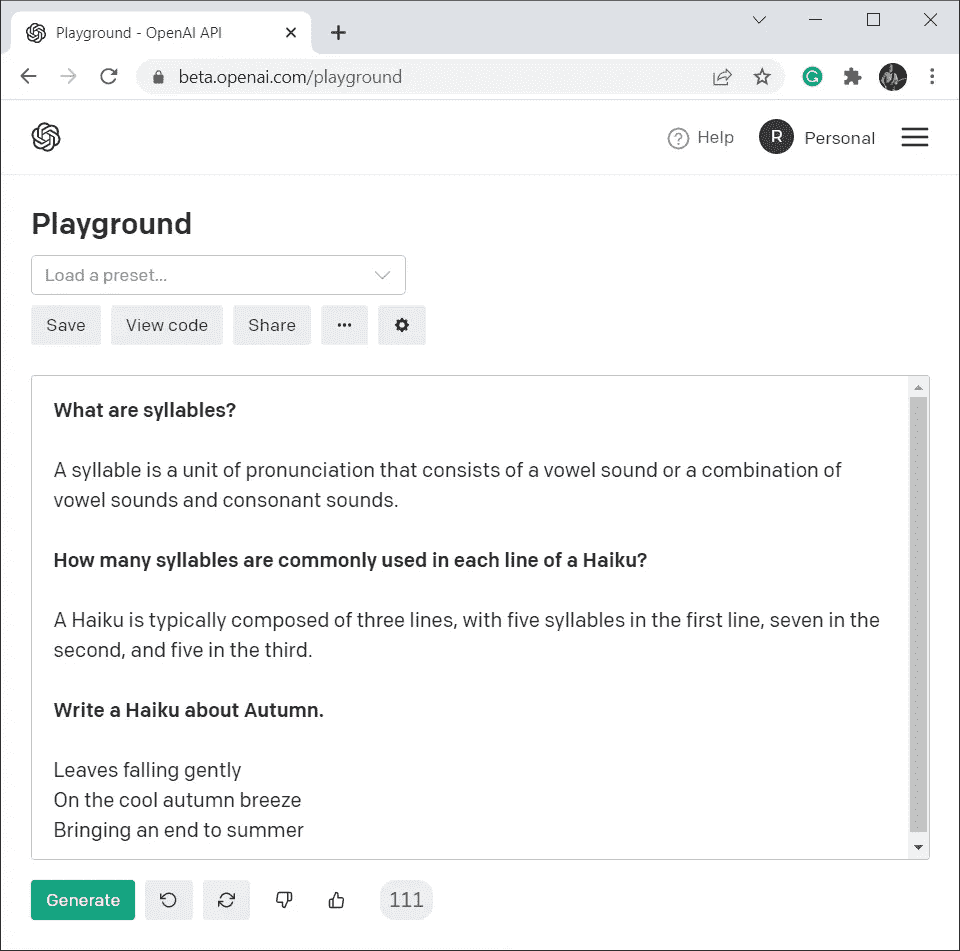 Playground - OpenAI API
beta.openai.com/playground
Help
R
Personal
Playground
Load a preset...
Save
View code
Share
What are syllables?
A syllable is a unit of pronunciation that consists of a vowel sound or a combination of
vowel sounds and consonant sounds.
How many syllables are commonly used in each line of a Haiku?
A Haiku is typically composed of three lines, with five syllables in the first line, seven in the
second, and five in the third.
Write a Haiku about Autumn.
Leaves falling gently
On the cool autumn breeze
Bringing an end to summer
Generate
111